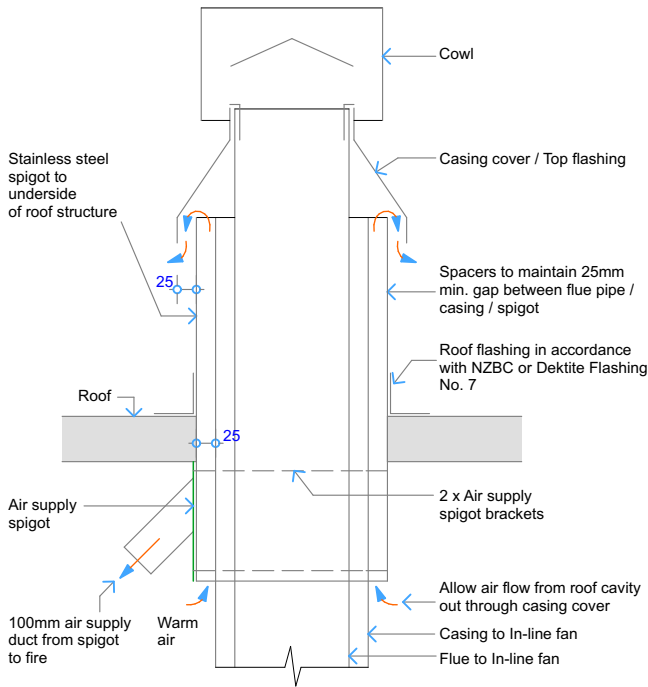 Cowl
Stainless steel
spigot to
underside
of roof structure
Casing cover / Top flashing
25
Spacers to maintain 25mm
min. gap between flue pipe /
casing / spigot
Roof flashing in accordance
with NZBC or Dektite Flashing
No. 7
Roof
25
Air supply
spigot
2 x Air supply
spigot brackets
100mm air supply
duct from spigot
to fire
Warm
air
Allow air flow from roof cavity
out through casing cover
Casing to In-line fan
Flue to In-line fan